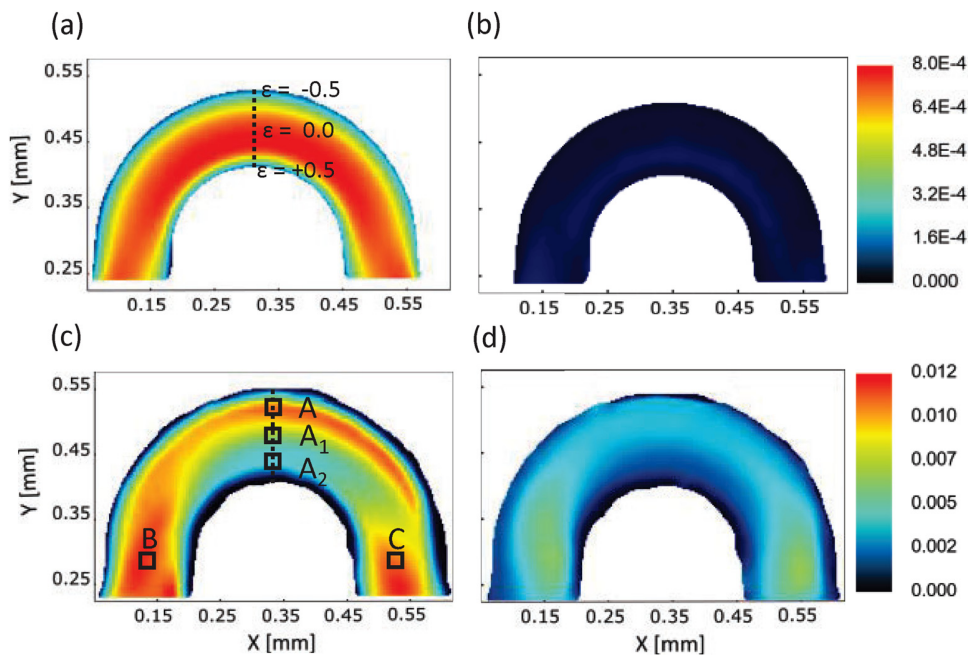 (a)
(b)
0.55
0.45
0.35
0.25
Y [mm]
ε = -0.5
ε = 0.0
ε = +0.5
0.15
0.25
0.35
0.45
0.55
0.15
0.25
0.35
0.45
0.55
8.0E-4
6.4E-4
4.8E-4
3.2E-4
1.6E-4
0.000
(c)
(d)
0.55
0.45
0.35
0.25
Y [mm]
A
A1
A2
B
C
0.15
0.25
0.35
0.45
0.55
X [mm]
0.15
0.25
0.35
0.45
0.55
X [mm]
0.012
0.010
0.007
0.005
0.002
0.000